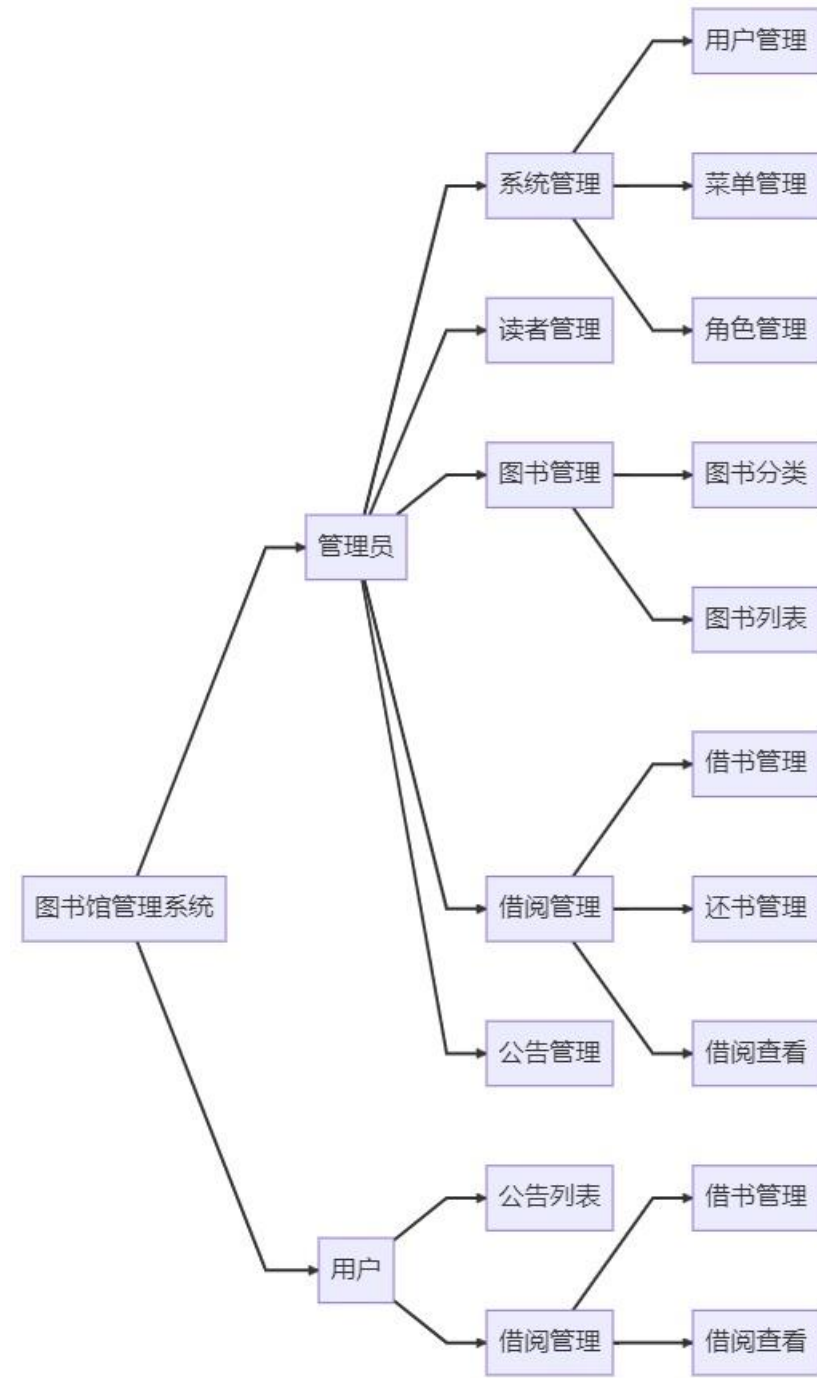 用户管理
系统管理
菜单管理
读者管理
角色管理
图书管理
图书分类
管理员
图书列表
借书管理
图书馆管理系统
借阅管理
还书管理
公告管理
借阅查看
公告列表
借书管理
用户
借阅管理
借阅查看